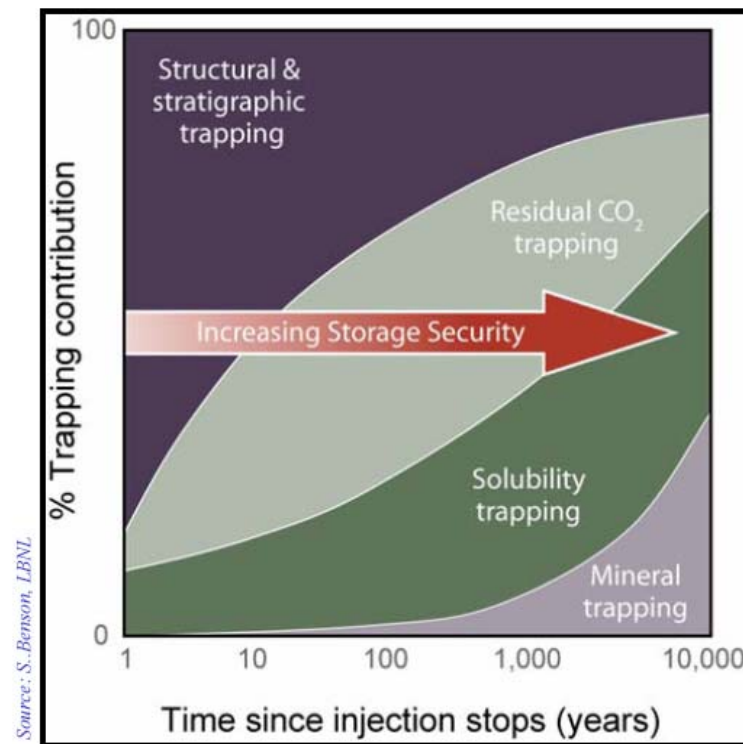 100
Structural &
stratigraphic
trapping
Residual CO₂
trapping
Increasing Storage Security
% Trapping contribution
Solubility
trapping
Mineral
trapping
0
1 10 100 1,000 10,000
Time since injection stops (years)
Source: S..Benson, LBNL